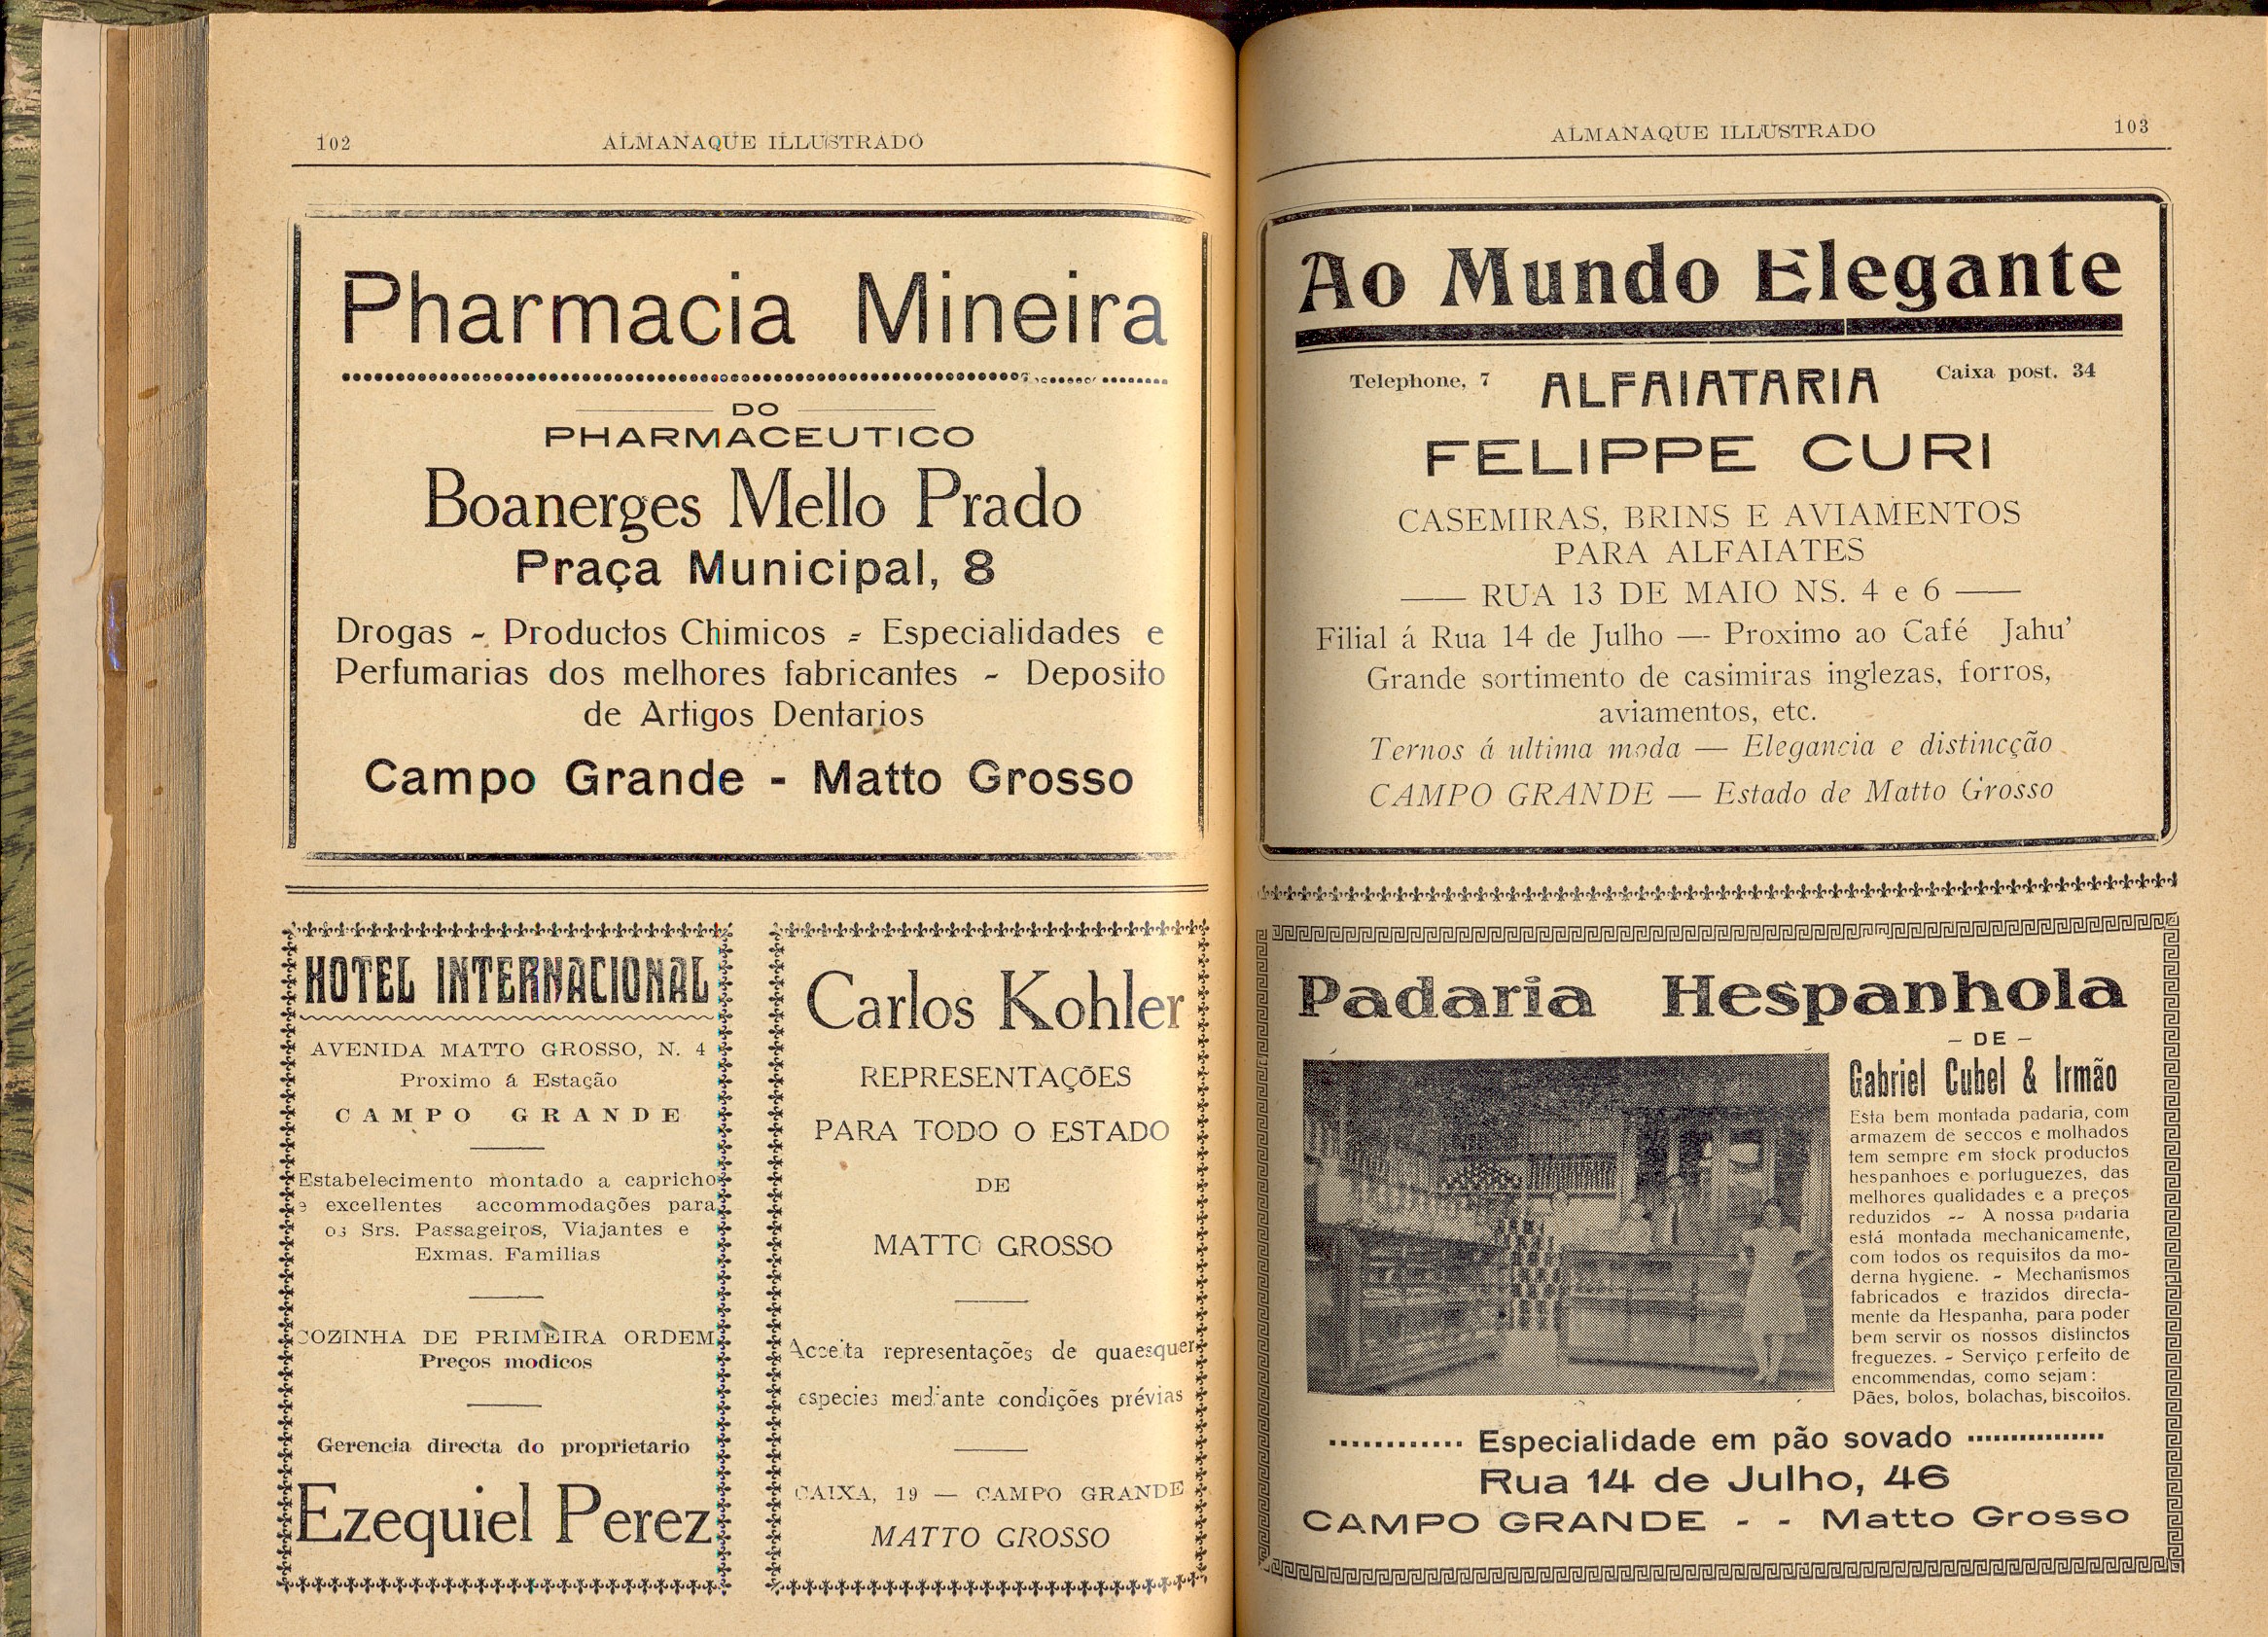 102
ALMANAQUE ILLUSTRADO
Pharmacia Mineira
DO
PHARMACEUTICO
Boanerges Mello Prado
Praça Municipal, 8
Drogas - Productos Chimicos - Especialidades e
Perfumarias dos melhores fabricantes - Deposito
de Artigos Dentarios
Campo Grande - Matto Grosso
HOTEL INTERNACIONAL
AVENIDA MATTO GROSSO, N. 4
Proximo á Estação
CAMPO GRANDE
Estabelecimento montado a capricho
e excellentes accommodações para
os Srs. Passageiros, Viajantes e
Exmas. Familias
COZINHA DE PRIMEIRA ORDEM
Preços modicos
Gerencia directa do proprietario
Ezequiel Perez
Carlos Kohler
REPRESENTAÇÕES
PARA TODO O ESTADO
DE
MATTO GROSSO
Acceita representações de quaesquer
especies mediante condições prévias
CAIXA, 19 — CAMPO GRANDE
MATTO GROSSO
ALMANAQUE ILLUSTRADO
103
Ao Mundo Elegante
Telephone, 7 ALFAIATARIA Caixa post. 34
FELIPPE CURI
CASEMIRAS, BRINS E AVIAMENTOS
PARA ALFAIATES
—— RUA 13 DE MAIO NS. 4 e 6 ——
Filial á Rua 14 de Julho — Proximo ao Café Jahu'
Grande sortimento de casimiras inglezas, forros,
aviamentos, etc.
Ternos á ultima moda — Elegancia e distincção
CAMPO GRANDE — Estado de Matto Grosso
Padaria Hespanhola
- DE -
Gabriel Cubel & Irmão
Esta bem montada padaria, com
armazem de seccos e molhados
tem sempre em stock productos
hespanhoes e portuguezes, das
melhores qualidades e a preços
reduzidos -- A nossa padaria
está montada mechanicamente,
com todos os requisitos da mo-
derna hygiene. - Mechanismos
fabricados e trazidos directa-
mente da Hespanha, para poder
bem servir os nossos distinctos
freguezes. - Serviço perfeito de
encommendas, como sejam:
Pães, bolos, bolachas, biscoitos.
Especialidade em pão sovado
Rua 14 de Julho, 46
CAMPO GRANDE - - Matto Grosso